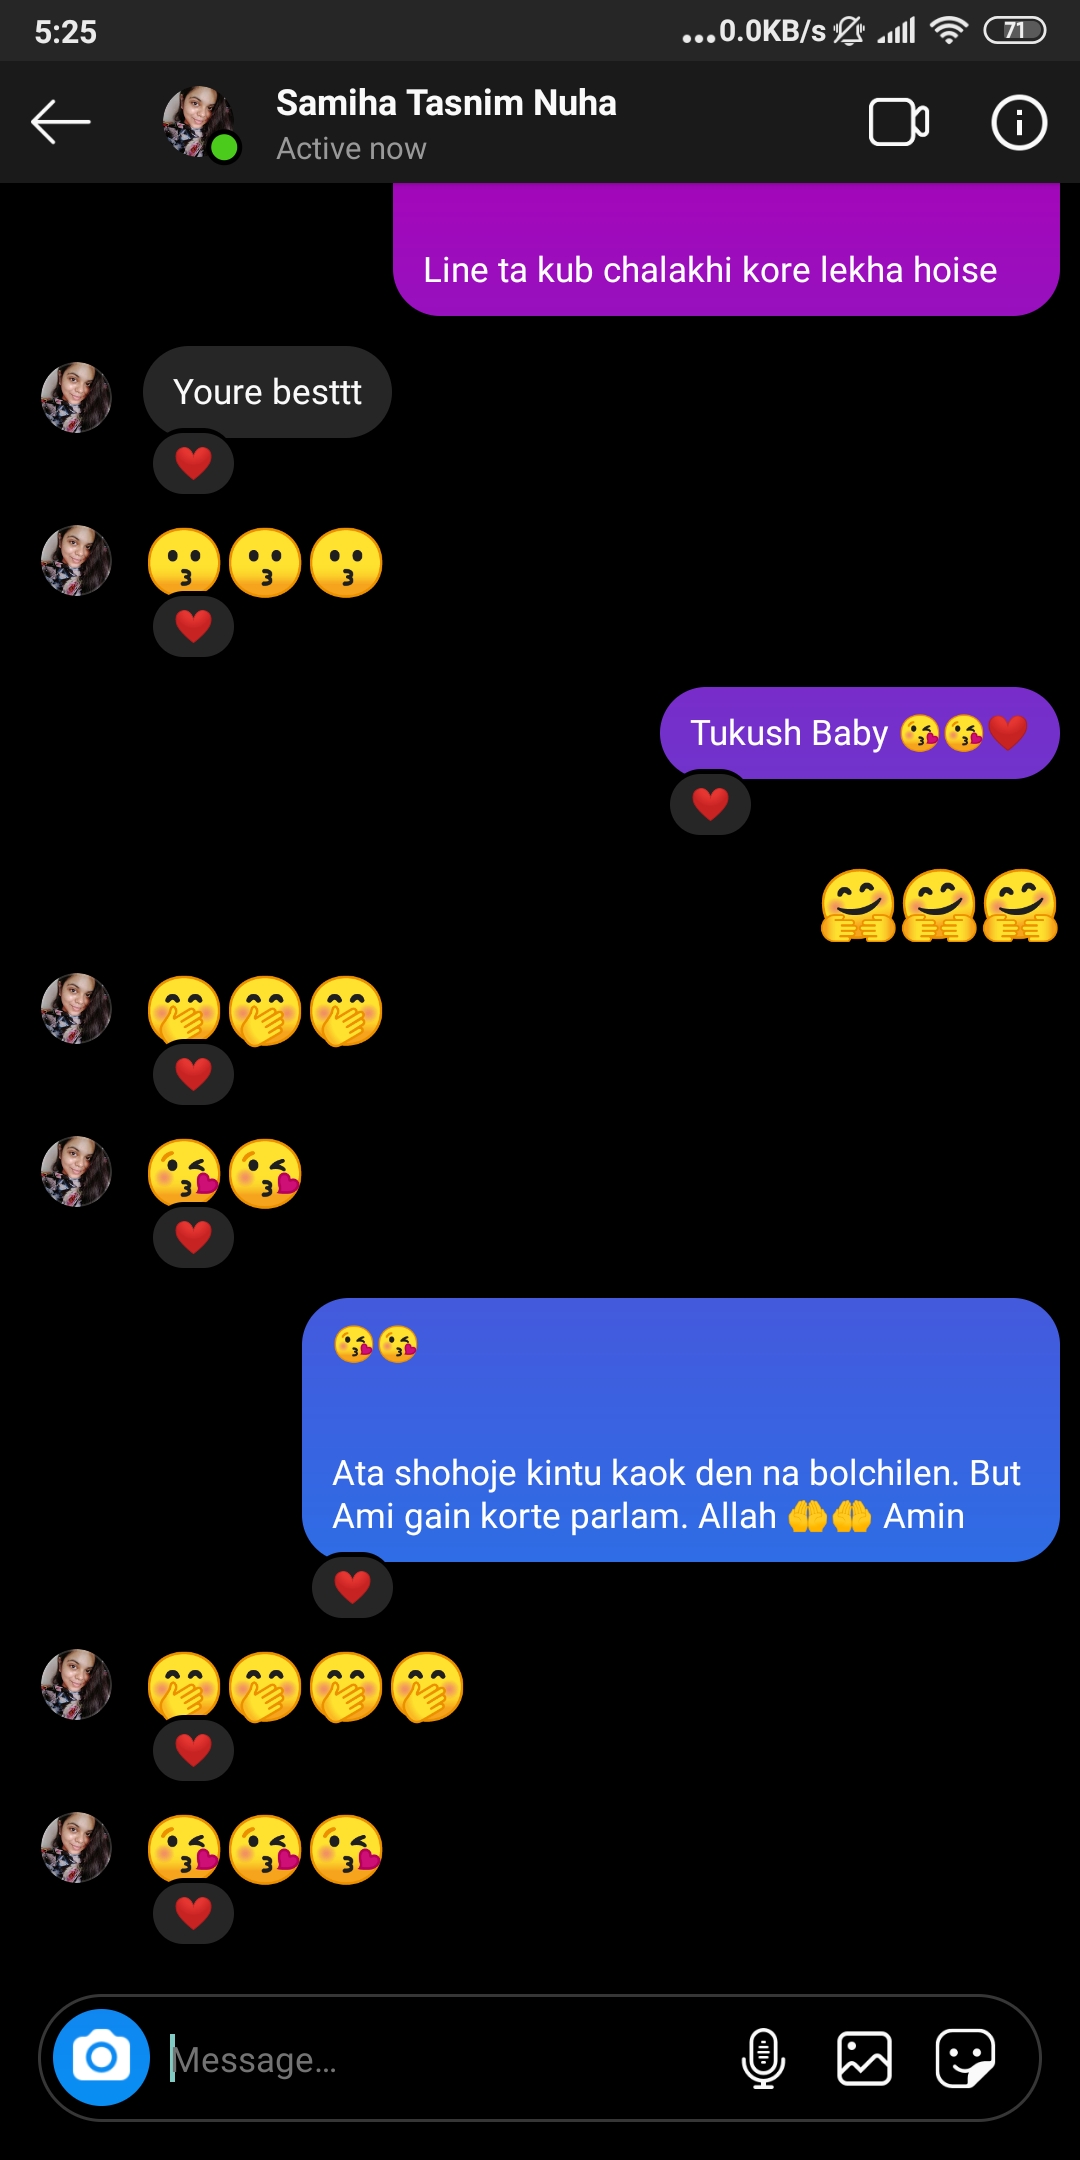 5:25
...0.0KB/s 71
Samiha Tasnim Nuha
Active now
Line ta kub chalakhi kore lekha hoise
Youre besttt
❤️
😗😗😗
❤️
Tukush Baby 😘😘❤️
❤️
🤗🤗🤗
🤭🤭🤭
❤️
😘😘
❤️
😘😘
Ata shohoje kintu kaok den na bolchilen. But
Ami gain korte parlam. Allah 🤲🤲 Amin
❤️
🤭🤭🤭🤭
❤️
😘😘😘
❤️
Message...